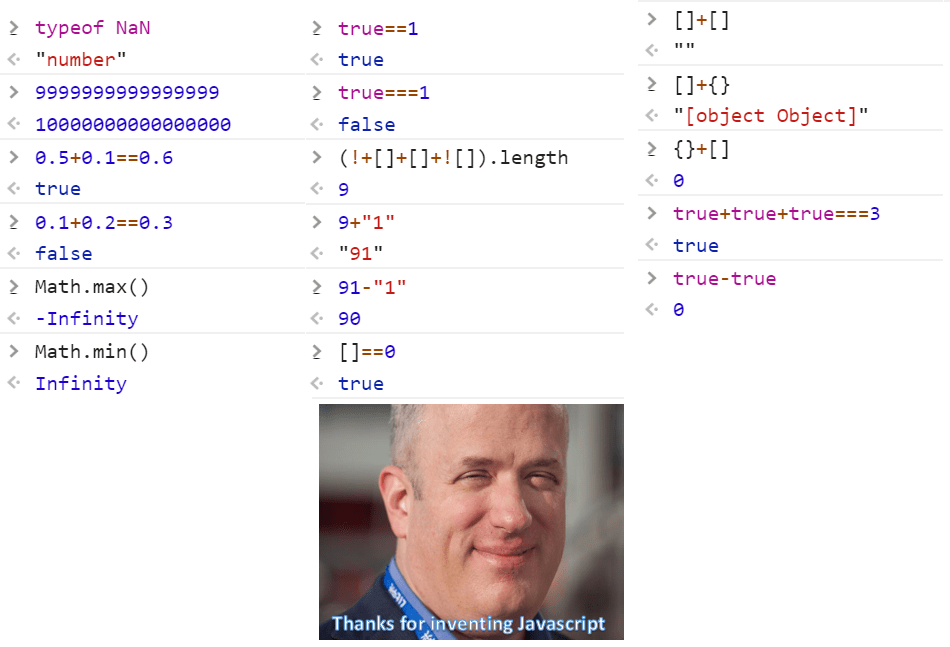 typeof NaN
"number"
9999999999999999
10000000000000000
0.5+0.1==0.6
true
0.1+0.2==0.3
false
Math.max()
-Infinity
Math.min()
Infinity
true==1
true
true===1
false
(!+[]+[]+![]).length
9
9+"1"
"91"
91-"1"
90
[]==0
true
[]+[]
""
[]+{}
"[object Object]"
{}+[]
0
true+true+true===3
true
true-true
0
Thanks for inventing Javascript